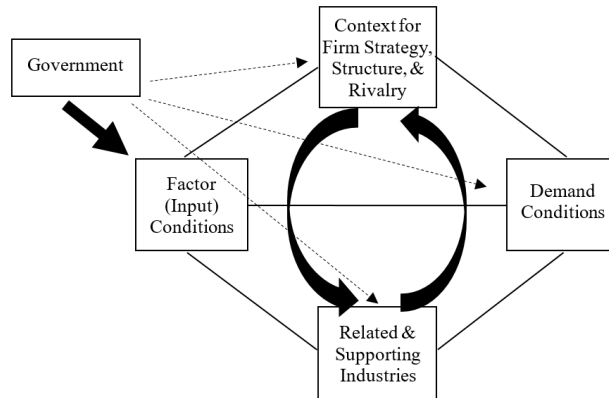 Context for
Firm Strategy,
Structure, &
Rivalry
Government
Factor
(Input)
Conditions
Demand
Conditions
Related &
Supporting
Industries